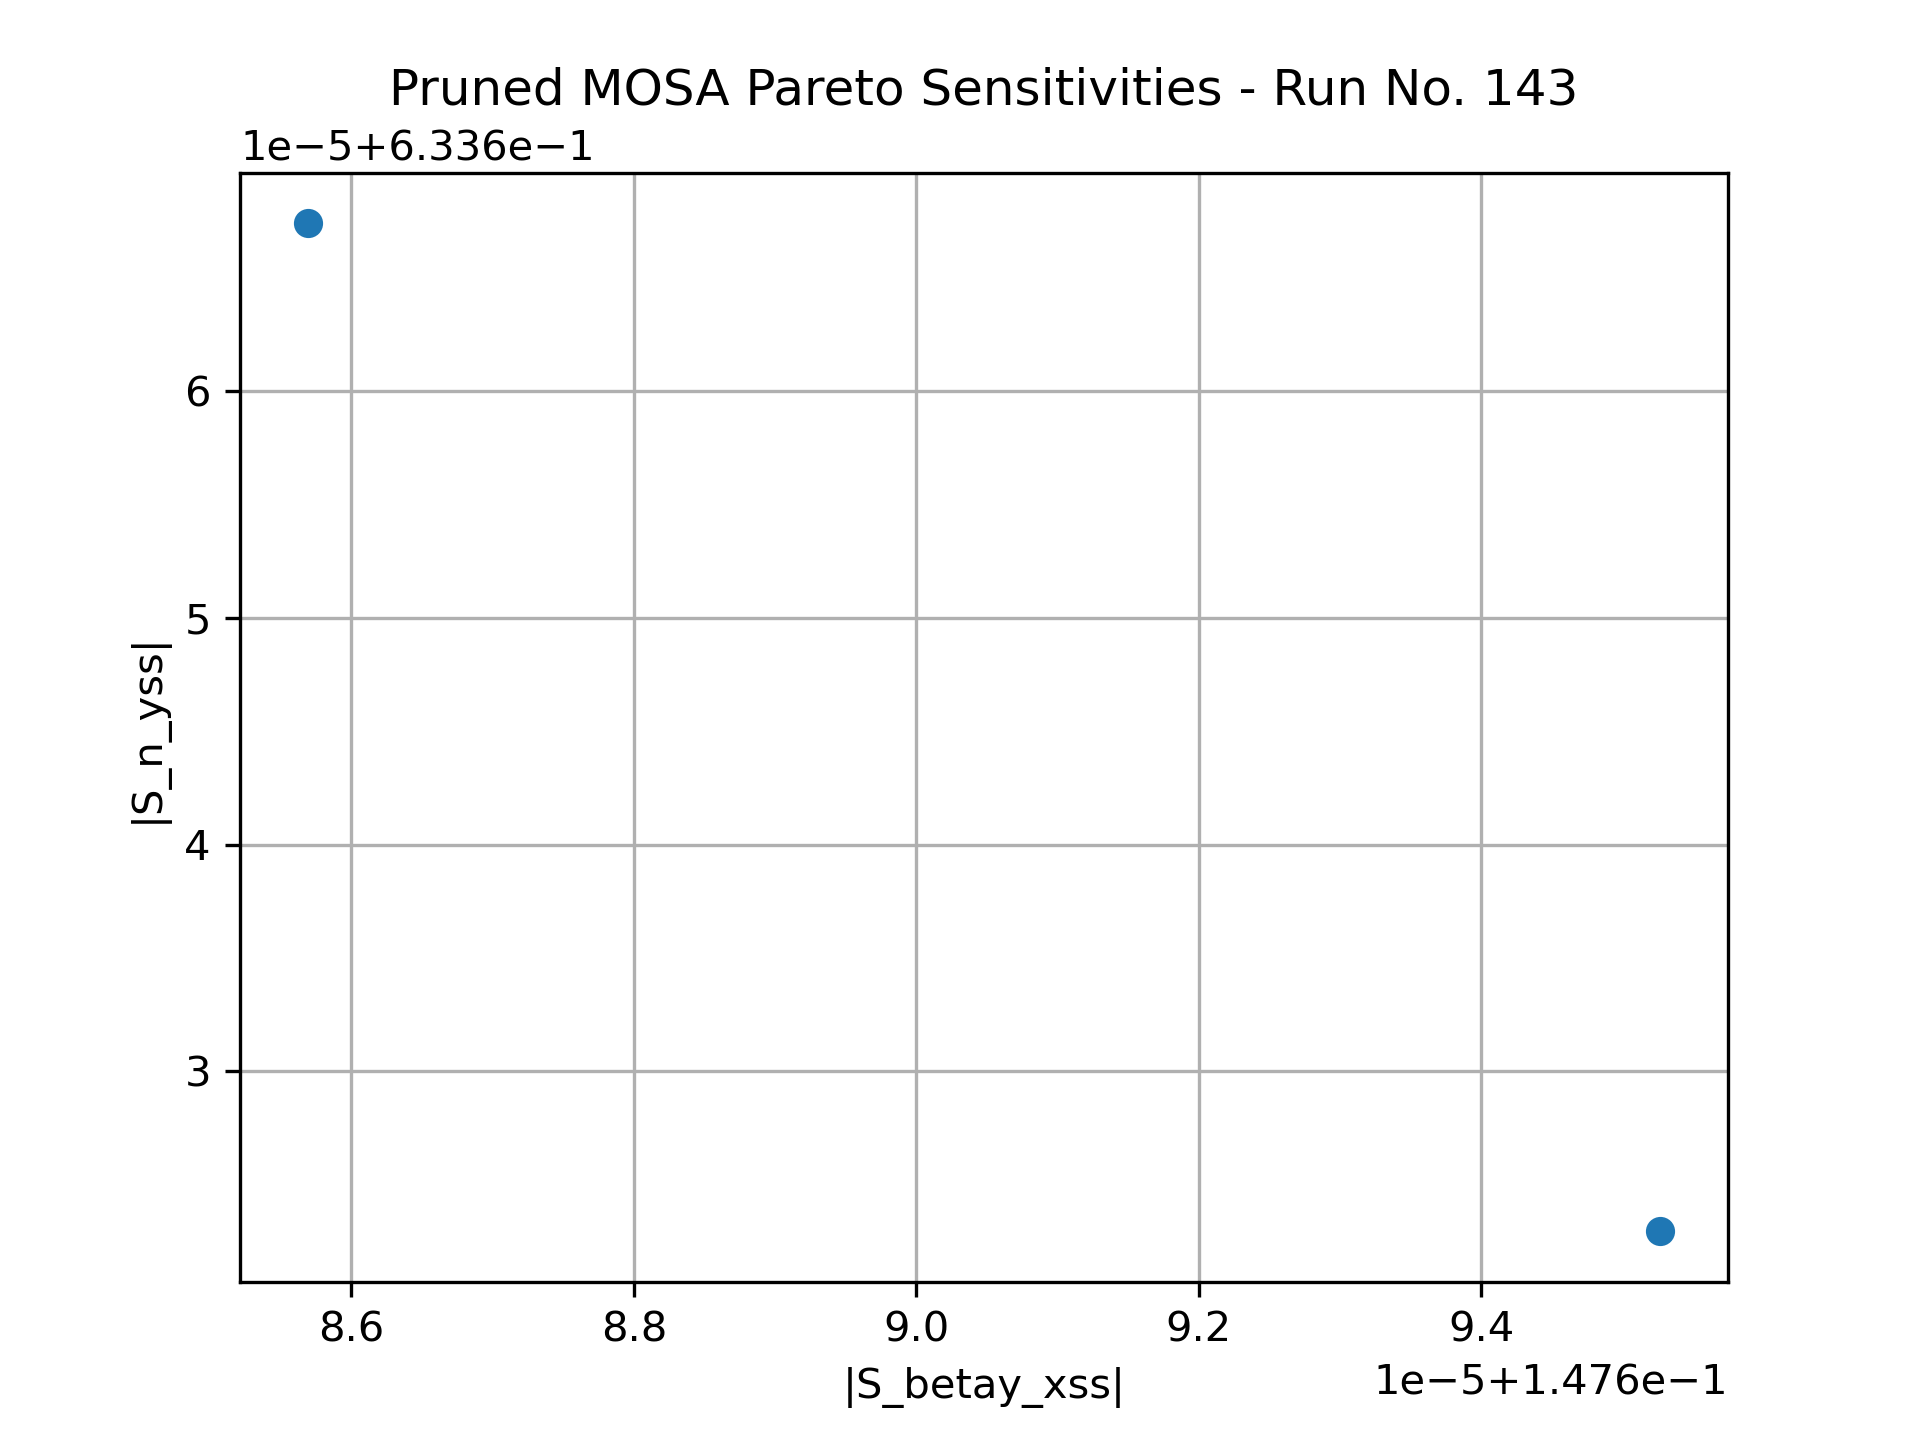 Pruned MOSA Pareto Sensitivities - Run No. 143
1e−5+6.336e−1
6
5
4
3
|S_n_yss|
8.6 8.8 9.0 9.2 9.4
|S_betay_xss|
1e−5+1.476e−1